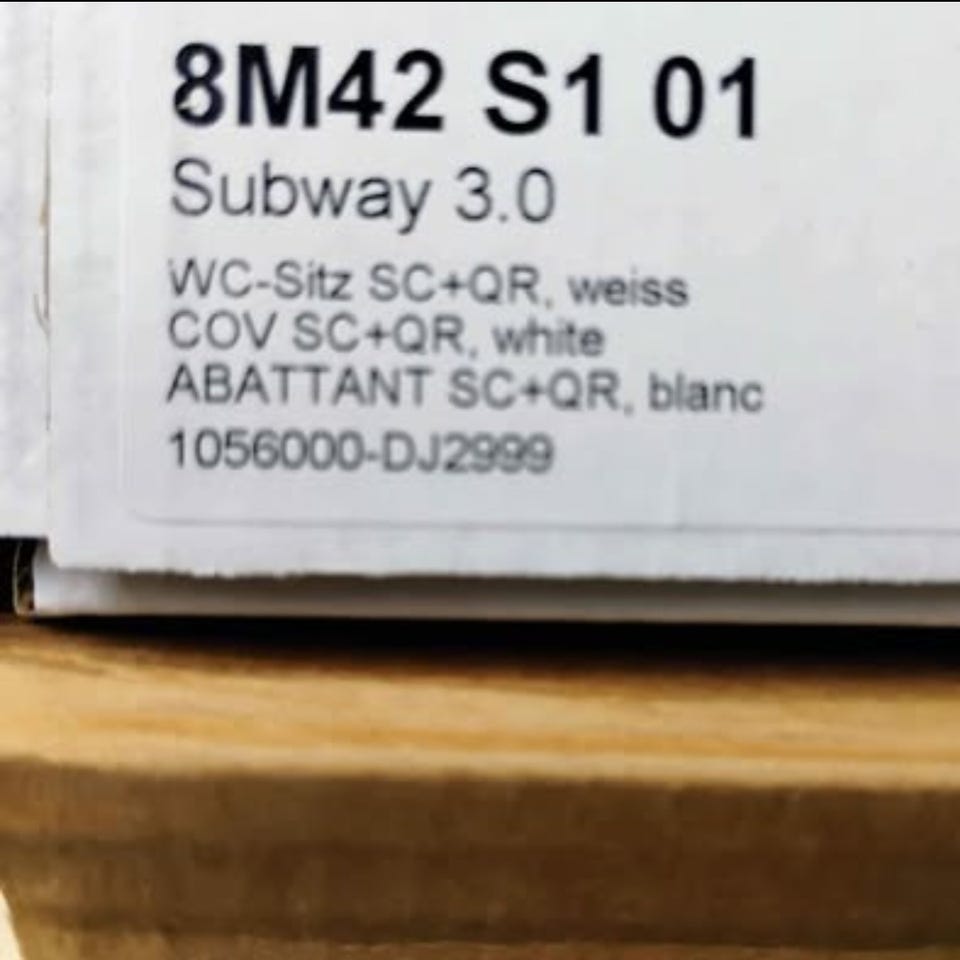 8M42 S1 01
Subway 3.0
WC-Sitz SC+QR, weiss
COV SC+QR, white
ABATTANT SC+QR, blanc
1056000-DJ2999